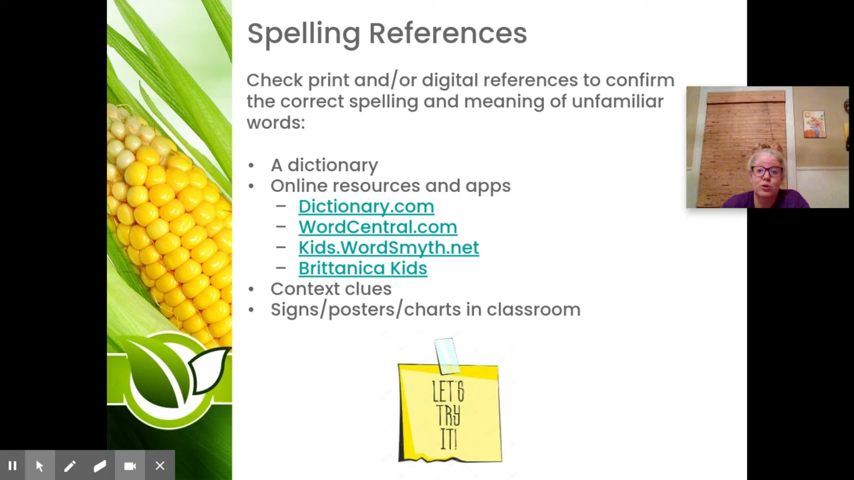 Spelling References
Check print and/or digital references to confirm
the correct spelling and meaning of unfamiliar
words:
• A dictionary
• Online resources and apps
– Dictionary.com
– WordCentral.com
– Kids.WordSmyth.net
– Brittanica Kids
• Context clues
• Signs/posters/charts in classroom
LET'S
TRY
IT!